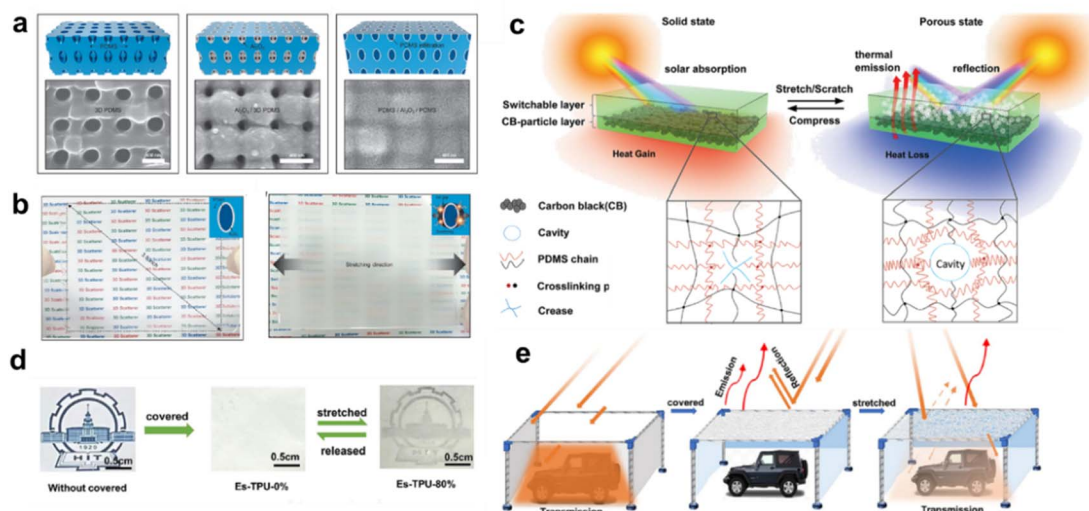 a
PDMS
Al₂O₃
PDMS infiltration
3D PDMS
Al₂O₃ / 3D PDMS
PDMS / Al₂O₃ / PDMS
b
Stretching direction
c
Solid state
Porous state
solar absorption
thermal
emission
reflection
Switchable layer
CB-particle layer
Stretch/Scratch
Compress
Heat Gain
Heat Loss
Carbon black(CB)
Cavity
PDMS chain
Crosslinking p
Crease
Cavity
d
covered
stretched
released
1920
HIT
0.5cm
0.5cm
0.5cm
Without covered
Es-TPU-0%
Es-TPU-80%
e
covered
Emission
Reflection
stretched
Transmission
Transmission